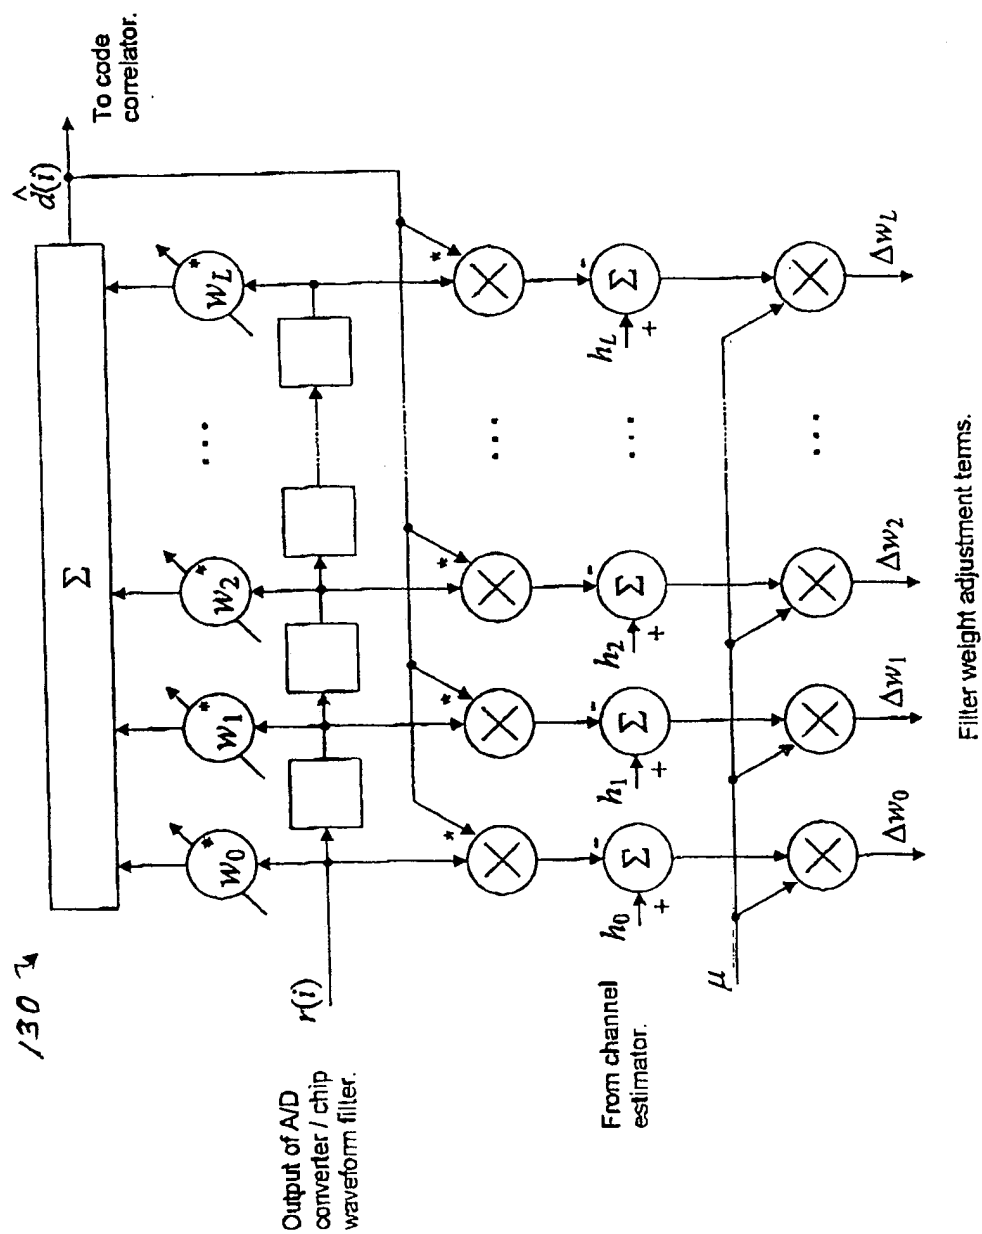 130
To code
correlator.
d̂(i)
Σ
w0* w1* w2* ... wL*
r(i)
Output of A/D
converter / chip
waveform filter.
* * * ... *
- - - ... -
Σ Σ Σ Σ
h0 h1 h2 hL
+ + + +
From channel
estimator.
μ
...
Δw0 Δw1 Δw2 ΔwL
Filter weight adjustment terms.